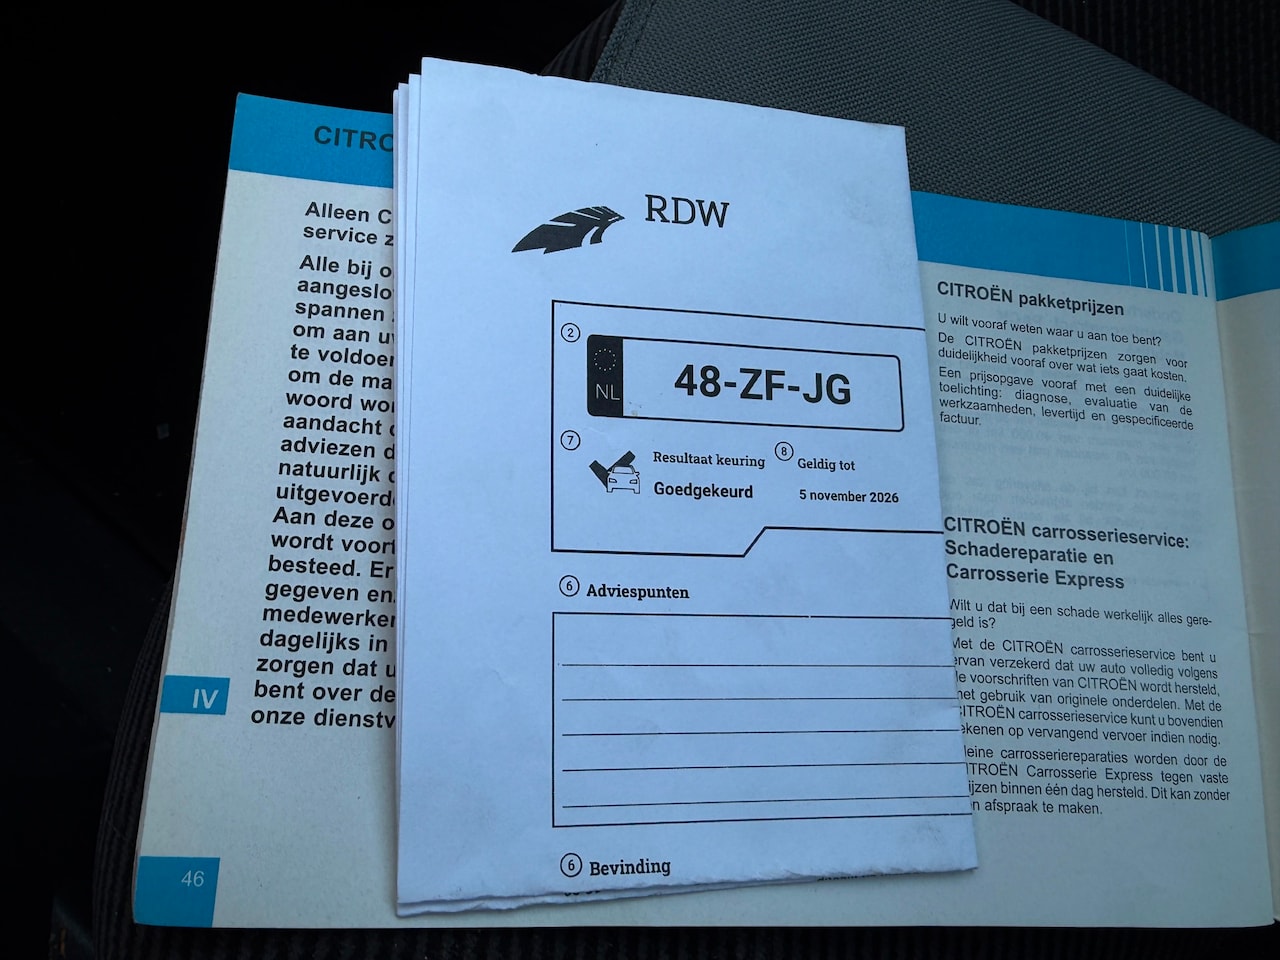 CITRO
Alleen C
service z
Alle bij o
aangeslo
spannen
om aan u
te voldoe
om de ma
woord wo
aandacht
adviezen d
natuurlijk
uitgevoerd
Aan deze o
wordt voor
besteed. Er
gegeven en
medewerke
dagelijks in
zorgen dat u
bent over de
onze dienstv
IV
46
RDW
2
NL
48-ZF-JG
7
Resultaat keuring
Goedgekeurd
8
Geldig tot
5 november 2026
6 Adviespunten
6 Bevinding
CITROËN pakketprijzen
U wilt vooraf weten waar u aan toe bent?
De CITROËN pakketprijzen zorgen voor
duidelijkheid vooraf over wat iets gaat kosten.
Een prijsopgave vooraf met een duidelijke
toelichting: diagnose, evaluatie van de
werkzaamheden, levertijd en gespecificeerde
factuur.
CITROËN carrosserieservice:
Schadereparatie en
Carrosserie Express
Wilt u dat bij een schade werkelijk alles gere-
geld is?
Met de CITROËN carrosserieservice bent u
ervan verzekerd dat uw auto volledig volgens
de voorschriften van CITROËN wordt hersteld,
met gebruik van originele onderdelen. Met de
CITROËN carrosserieservice kunt u bovendien
ekenen op vervangend vervoer indien nodig.
leine carrosseriereparaties worden door de
ITROËN Carrosserie Express tegen vaste
ijzen binnen één dag hersteld. Dit kan zonder
n afspraak te maken.